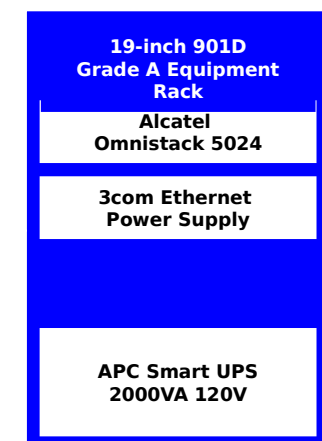 19-inch 901D
Grade A Equipment
Rack
Alcatel
Omnistack 5024
3com Ethernet
Power Supply
APC Smart UPS
2000VA 120V